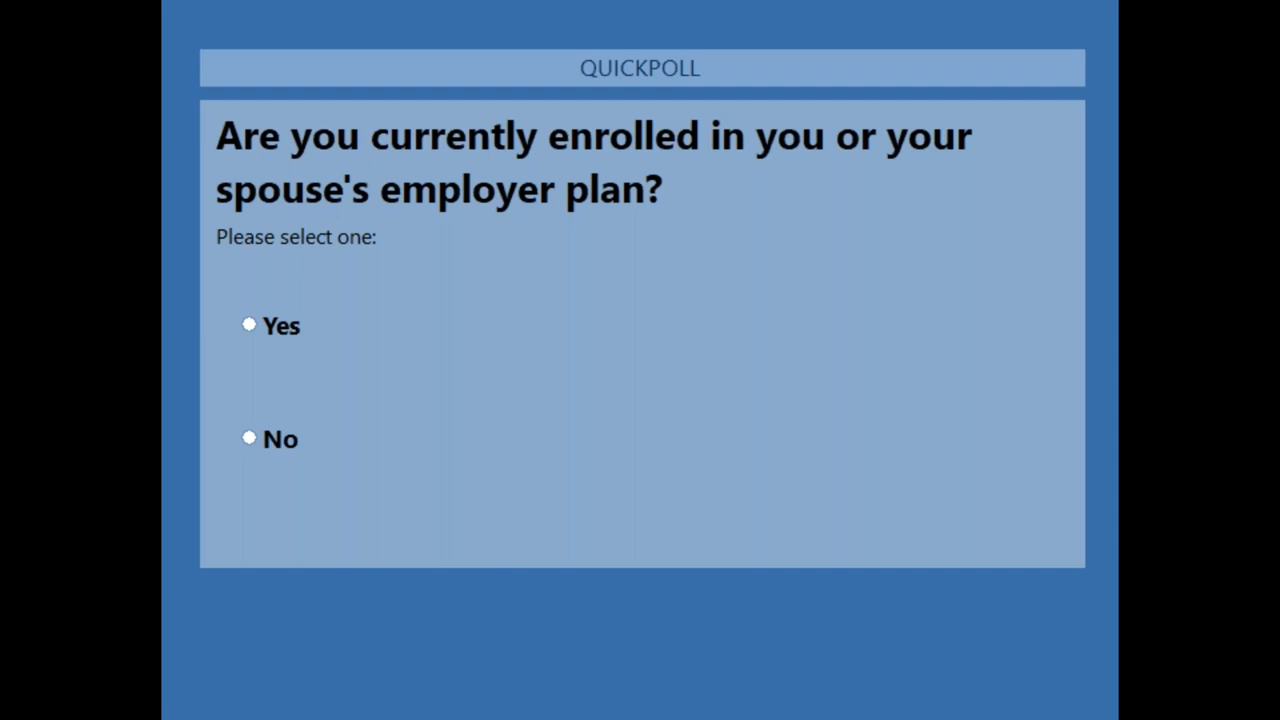 QUICKPOLL
Are you currently enrolled in you or your
spouse's employer plan?
Please select one:
Yes
No